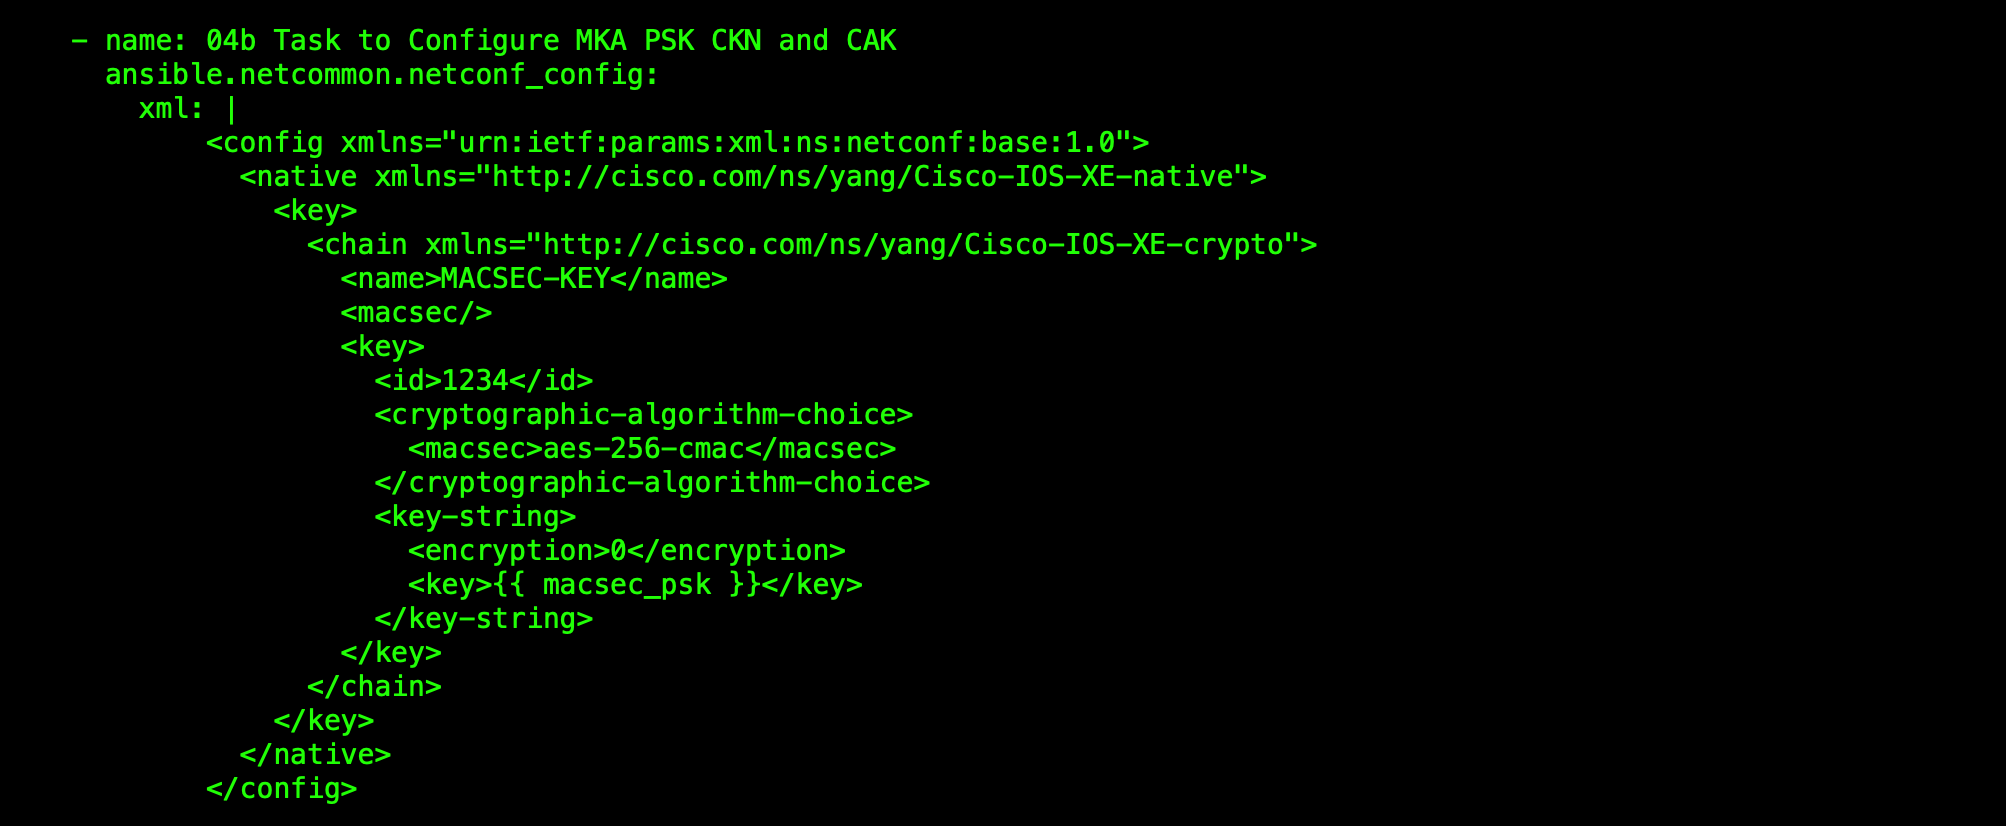 - name: 04b Task to Configure MKA PSK CKN and CAK
ansible.netcommon.netconf_config:
xml: |
<config xmlns="urn:ietf:params:xml:ns:netconf:base:1.0">
<native xmlns="http://cisco.com/ns/yang/Cisco-IOS-XE-native">
<key>
<chain xmlns="http://cisco.com/ns/yang/Cisco-IOS-XE-crypto">
<name>MACSEC-KEY</name>
<macsec/>
<key>
<id>1234</id>
<cryptographic-algorithm-choice>
<macsec>aes-256-cmac</macsec>
</cryptographic-algorithm-choice>
<key-string>
<encryption>0</encryption>
<key>{{ macsec_psk }}</key>
</key-string>
</key>
</chain>
</key>
</native>
</config>